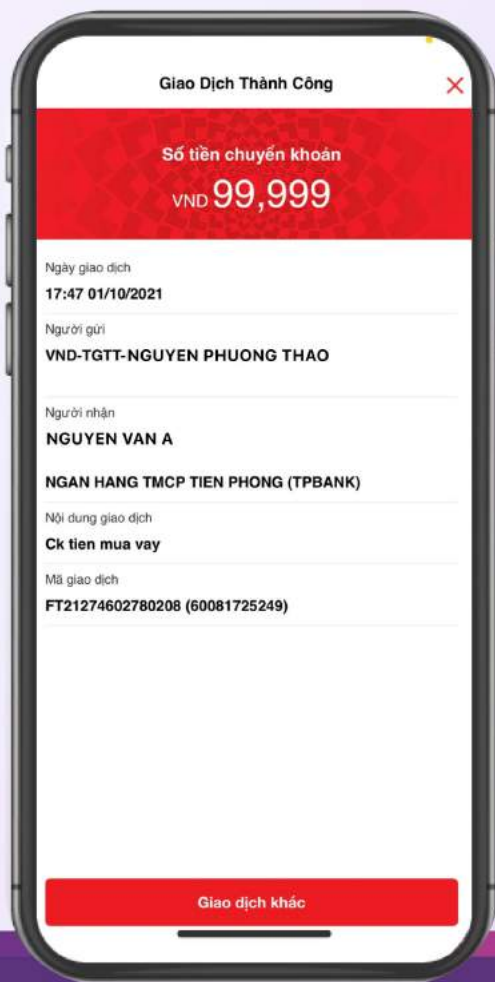 Giao Dịch Thành Công
Số tiền chuyển khoản
VND 99,999
Ngày giao dịch
17:47 01/10/2021
Người gửi
VND-TGTT-NGUYEN PHUONG THAO
Người nhận
NGUYEN VAN A
NGAN HANG TMCP TIEN PHONG (TPBANK)
Nội dung giao dịch
Ck tien mua vay
Mã giao dịch
FT21274602780208 (60081725249)
Giao dịch khác